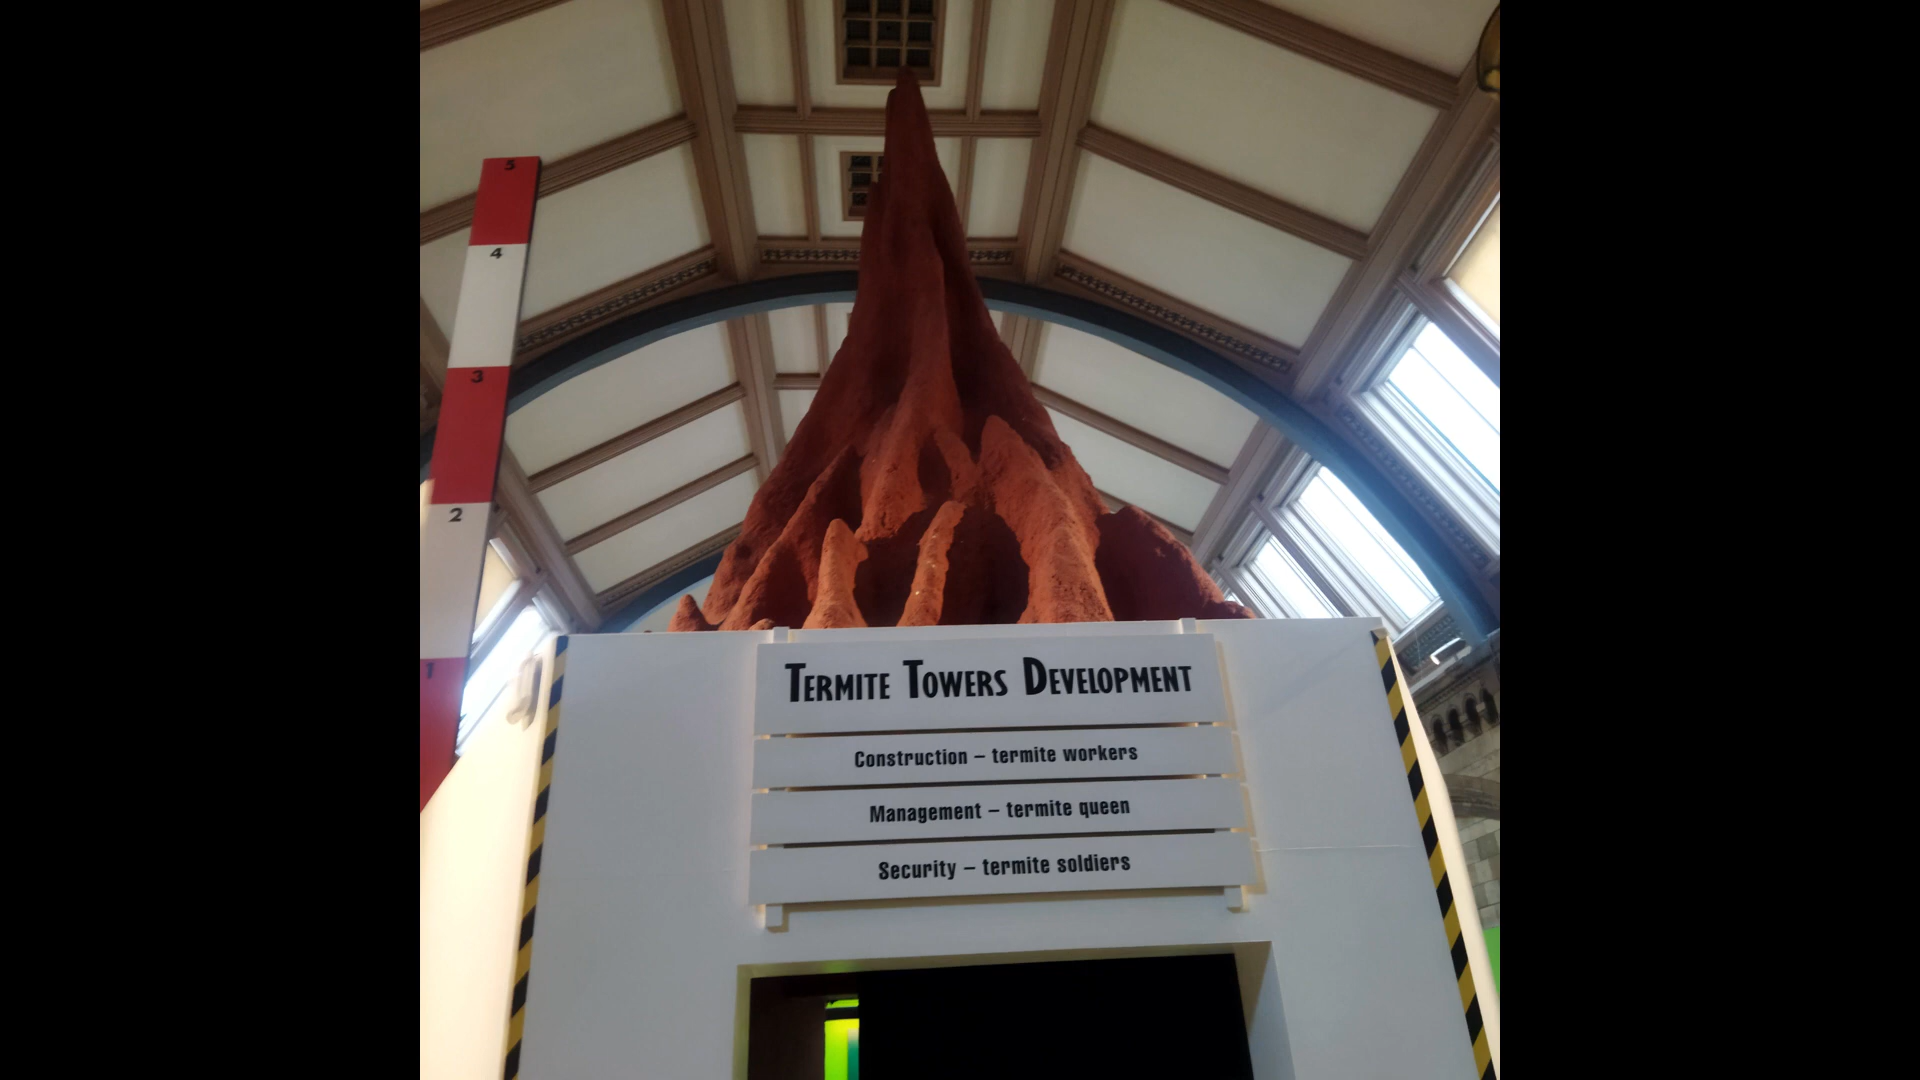 5
4
3
2
1
TERMITE TOWERS DEVELOPMENT
Construction – termite workers
Management – termite queen
Security – termite soldiers